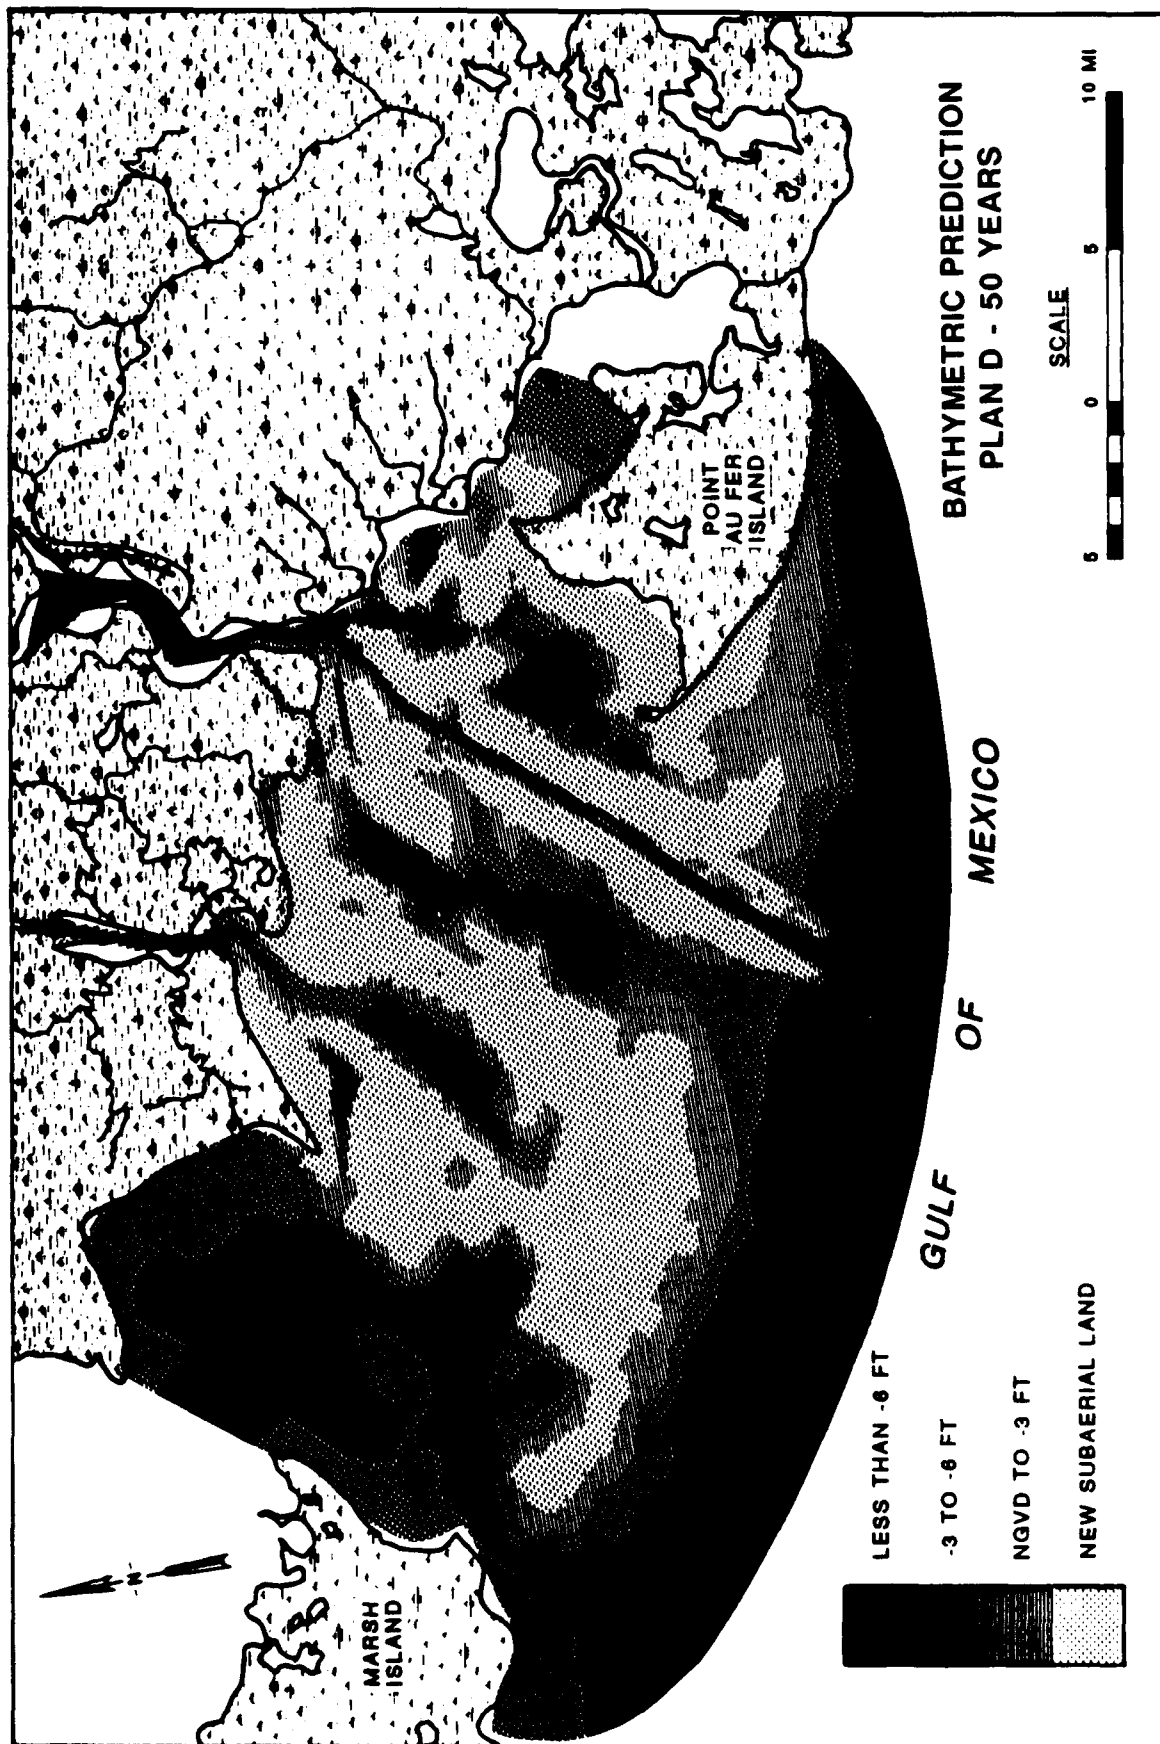 MARSH
ISLAND
POINT
AU FER
ISLAND
GULF
OF
MEXICO
N
LESS THAN -6 FT
-3 TO -6 FT
NGVD TO -3 FT
NEW SUBAERIAL LAND
BATHYMETRIC PREDICTION
PLAN D - 50 YEARS
SCALE
5 0 5 10 MI